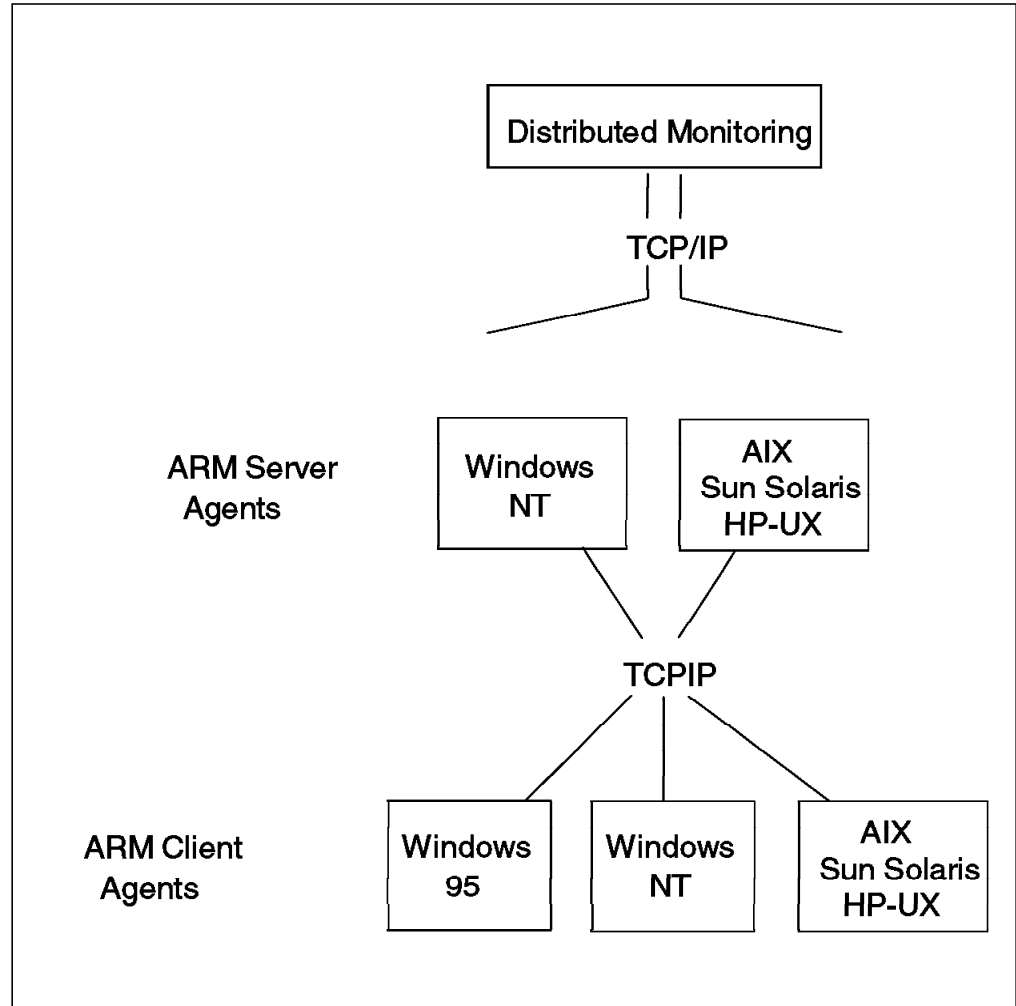 Distributed Monitoring
TCP/IP
ARM Server
Agents
Windows
NT
AIX
Sun Solaris
HP-UX
TCPIP
ARM Client
Agents
Windows
95
Windows
NT
AIX
Sun Solaris
HP-UX